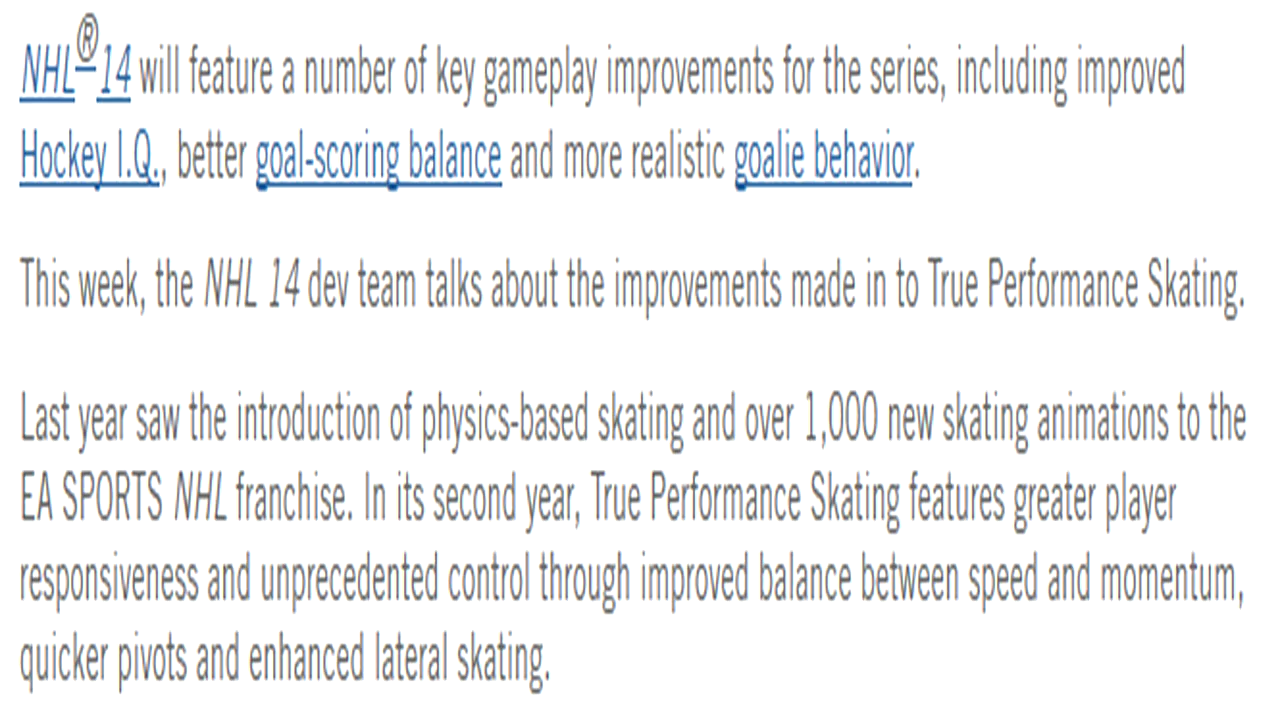 NHL®14 will feature a number of key gameplay improvements for the series, including improved
Hockey I.Q., better goal-scoring balance and more realistic goalie behavior.
This week, the NHL 14 dev team talks about the improvements made in to True Performance Skating.
Last year saw the introduction of physics-based skating and over 1,000 new skating animations to the
EA SPORTS NHL franchise. In its second year, True Performance Skating features greater player
responsiveness and unprecedented control through improved balance between speed and momentum,
quicker pivots and enhanced lateral skating.